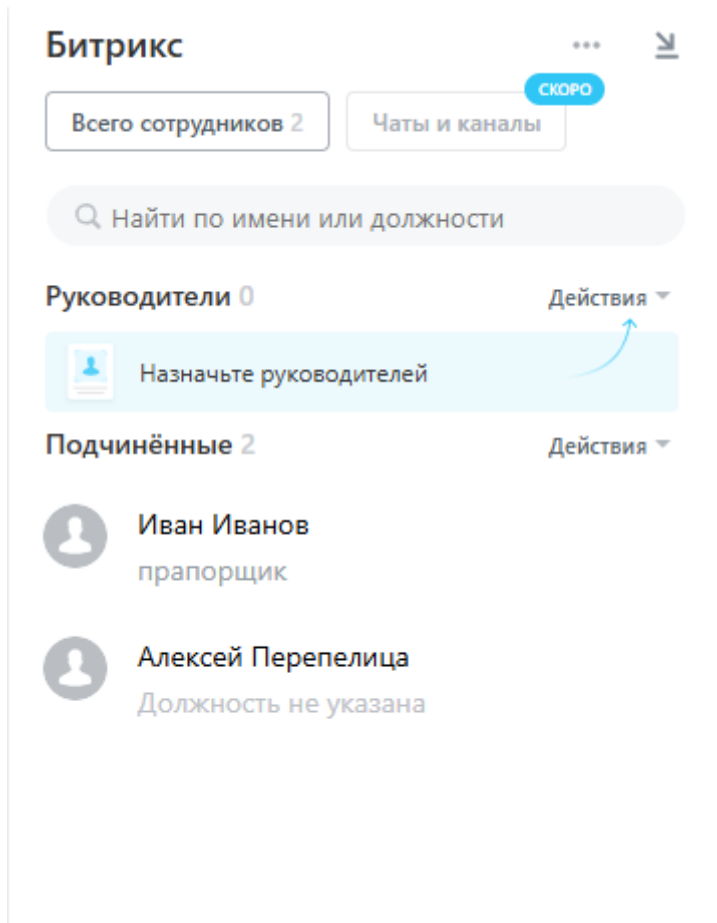 Битрикс
СКОРО
Всего сотрудников 2
Чаты и каналы
Найти по имени или должности
Руководители 0
Действия
Назначьте руководителей
Подчинённые 2
Действия
Иван Иванов
прапорщик
Алексей Перепелица
Должность не указана